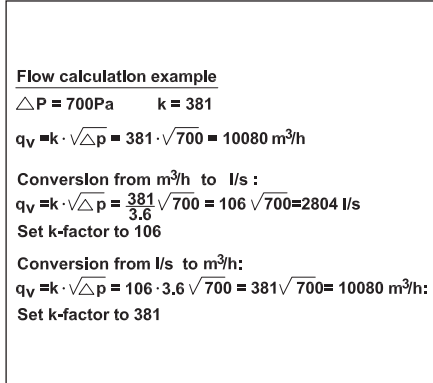 Flow calculation example
△P = 700Pa k = 381
qv =k · √△p = 381 · √700 = 10080 m³/h
Conversion from m³/h to l/s :
qv =k · √△p = 381/3.6 √700 = 106 √700=2804 l/s
Set k-factor to 106
Conversion from l/s to m³/h:
qv =k · √△p = 106 · 3.6 √700 = 381√700= 10080 m³/h:
Set k-factor to 381